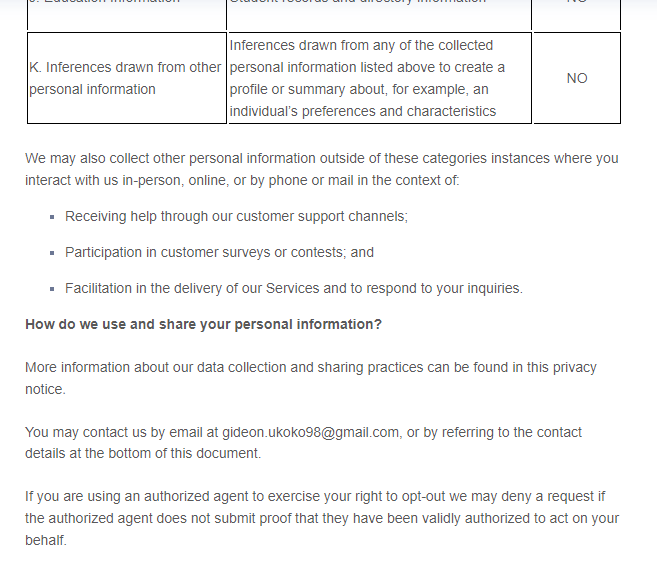 K. Inferences drawn from other personal information
Inferences drawn from any of the collected
personal information listed above to create a
profile or summary about, for example, an
individual's preferences and characteristics
NO
We may also collect other personal information outside of these categories instances where you
interact with us in-person, online, or by phone or mail in the context of:
▪ Receiving help through our customer support channels;
▪ Participation in customer surveys or contests; and
▪ Facilitation in the delivery of our Services and to respond to your inquiries.
How do we use and share your personal information?
More information about our data collection and sharing practices can be found in this privacy
notice.
You may contact us by email at gideon.ukoko98@gmail.com, or by referring to the contact
details at the bottom of this document.
If you are using an authorized agent to exercise your right to opt-out we may deny a request if
the authorized agent does not submit proof that they have been validly authorized to act on your
behalf.